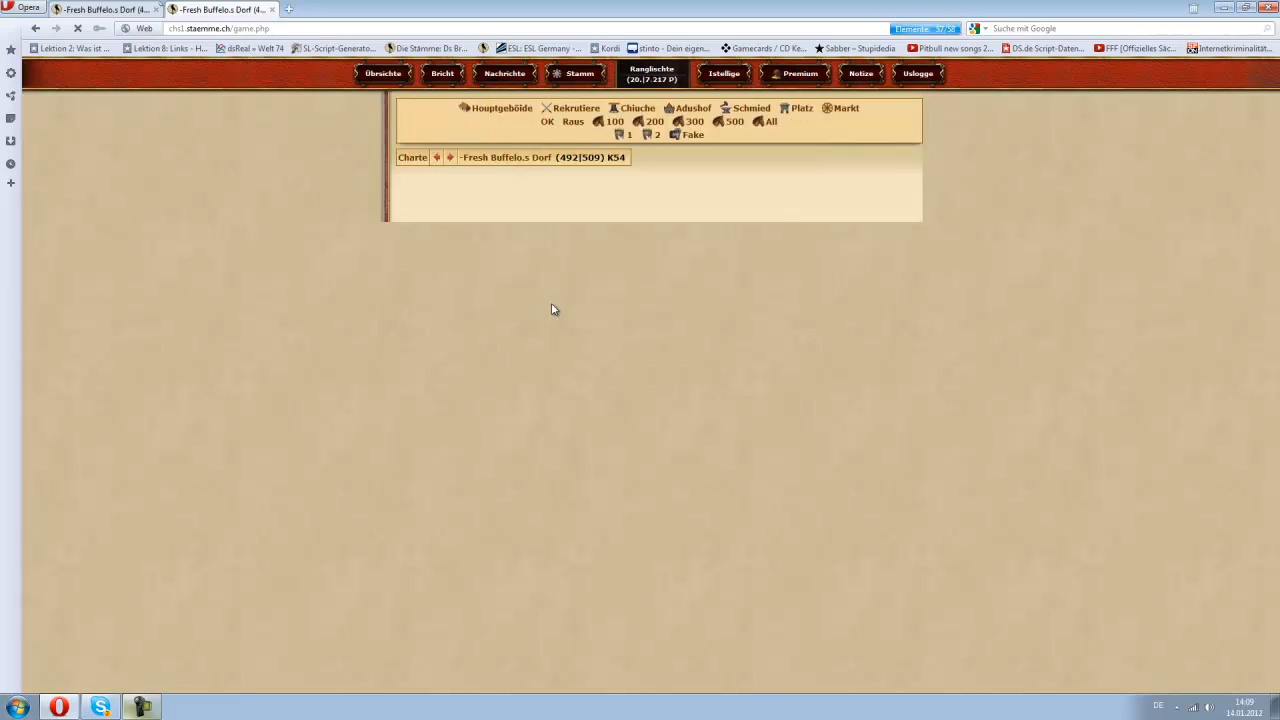 Opera
-Fresh Buffelo.s Dorf (4...
-Fresh Buffelo.s Dorf (4...
Web
chs1.staemme.ch/game.php
Elemente: 57/58
Suche mit Google
Lektion 2: Was ist ...
Lektion 8: Links - H...
dsReal » Welt 74
SL-Script-Generato...
Die Stämme: Ds Br...
ESL: ESL Germany -...
Kordi
stinto - Dein eigen...
Gamecards / CD Ke...
Sabber – Stupidedia
Pitbull new songs 2...
DS.de Script-Daten...
FFF [Offizielles Säc...
Internetkriminalität...
Übrsichte
Bricht
Nachrichte
Stamm
Ranglischte
(20.|7.217 P)
Istellige
Premium
Notize
Uslogge
Houptgeböide Rekrutiere Chiuche Adushof Schmied Platz Markt
OK Raus 100 200 300 500 All
1 2 Fake
Charte -Fresh Buffelo.s Dorf (492|509) K54
DE
14:09
14.01.2012